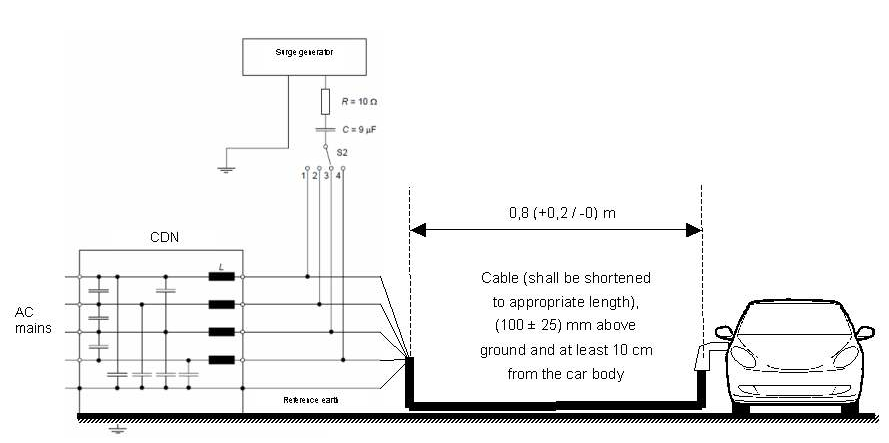 Surge generator
R = 10 Ω
C = 9 µF
S2
1 2 3 4
0,8 (+0,2 / -0) m
CDN
L
Cable (shall be shortened
to appropriate length),
(100 ± 25) mm above
ground and at least 10 cm
from the car body
AC
mains
Reference earth